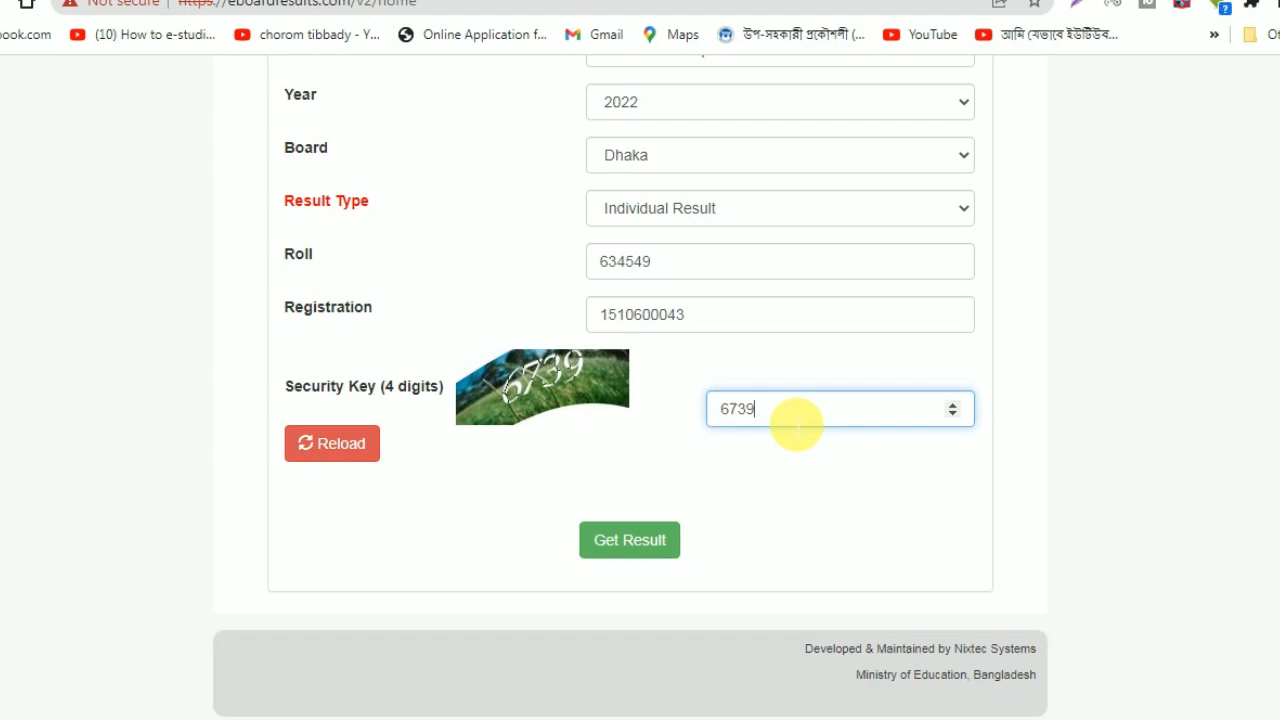 Not secure https://eboardresults.com/v2/home
book.com (10) How to e-studi... chorom tibbady - Y... Online Application f... Gmail Maps উপ-সহকারী প্রকৌশলী (... YouTube আমি যেভাবে ইউটিউব... »
Year 2022
Board Dhaka
Result Type Individual Result
Roll 634549
Registration 1510600043
Security Key (4 digits) 6739 6739
Reload
Get Result
Developed & Maintained by Nixtec Systems
Ministry of Education, Bangladesh